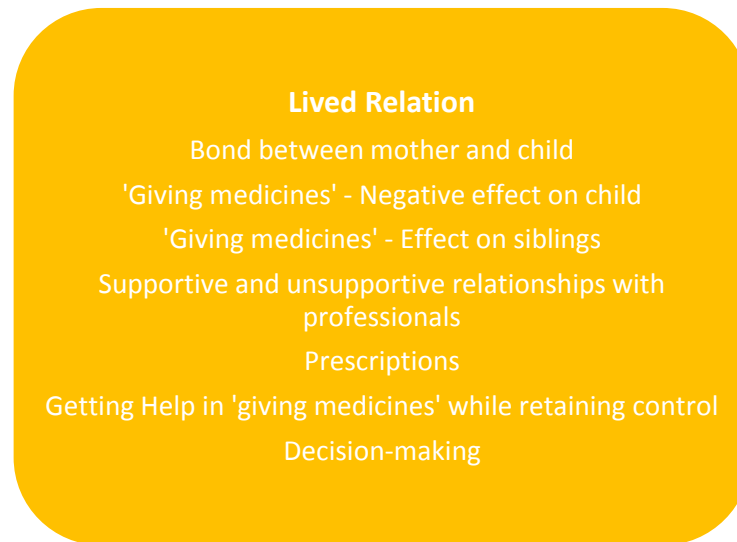 Lived Relation
Bond between mother and child
'Giving medicines' - Negative effect on child
'Giving medicines' - Effect on siblings
Supportive and unsupportive relationships with
professionals
Prescriptions
Getting Help in 'giving medicines' while retaining control
Decision-making